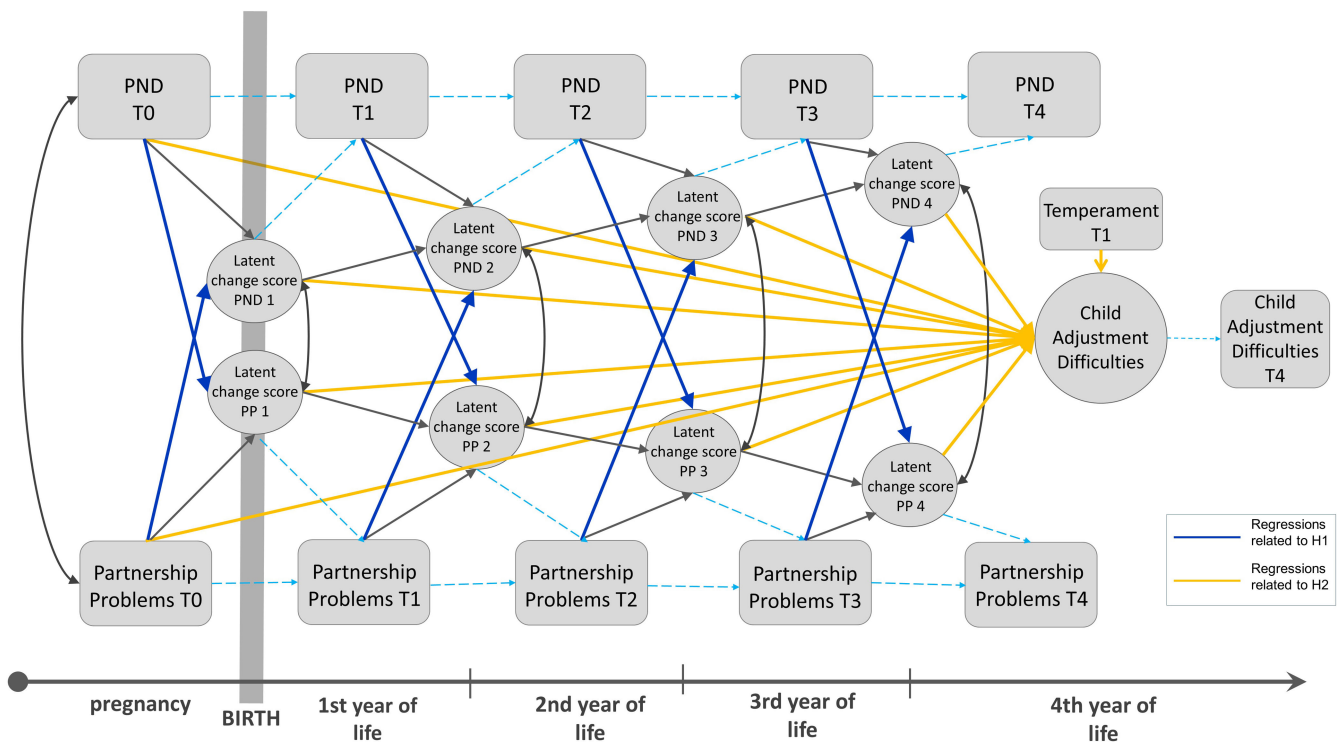 PND
T0
PND
T1
PND
T2
PND
T3
PND
T4
Latent
change score
PND 1
Latent
change score
PND 2
Latent
change score
PND 3
Latent
change score
PND 4
Temperament
T1
Child
Adjustment
Difficulties
Child
Adjustment
Difficulties
T4
Latent
change score
PP 1
Latent
change score
PP 2
Latent
change score
PP 3
Latent
change score
PP 4
Regressions
related to H1
Regressions
related to H2
Partnership
Problems T0
Partnership
Problems T1
Partnership
Problems T2
Partnership
Problems T3
Partnership
Problems T4
pregnancy
BIRTH
1st year of
life
2nd year of
life
3rd year of
life
4th year of
life